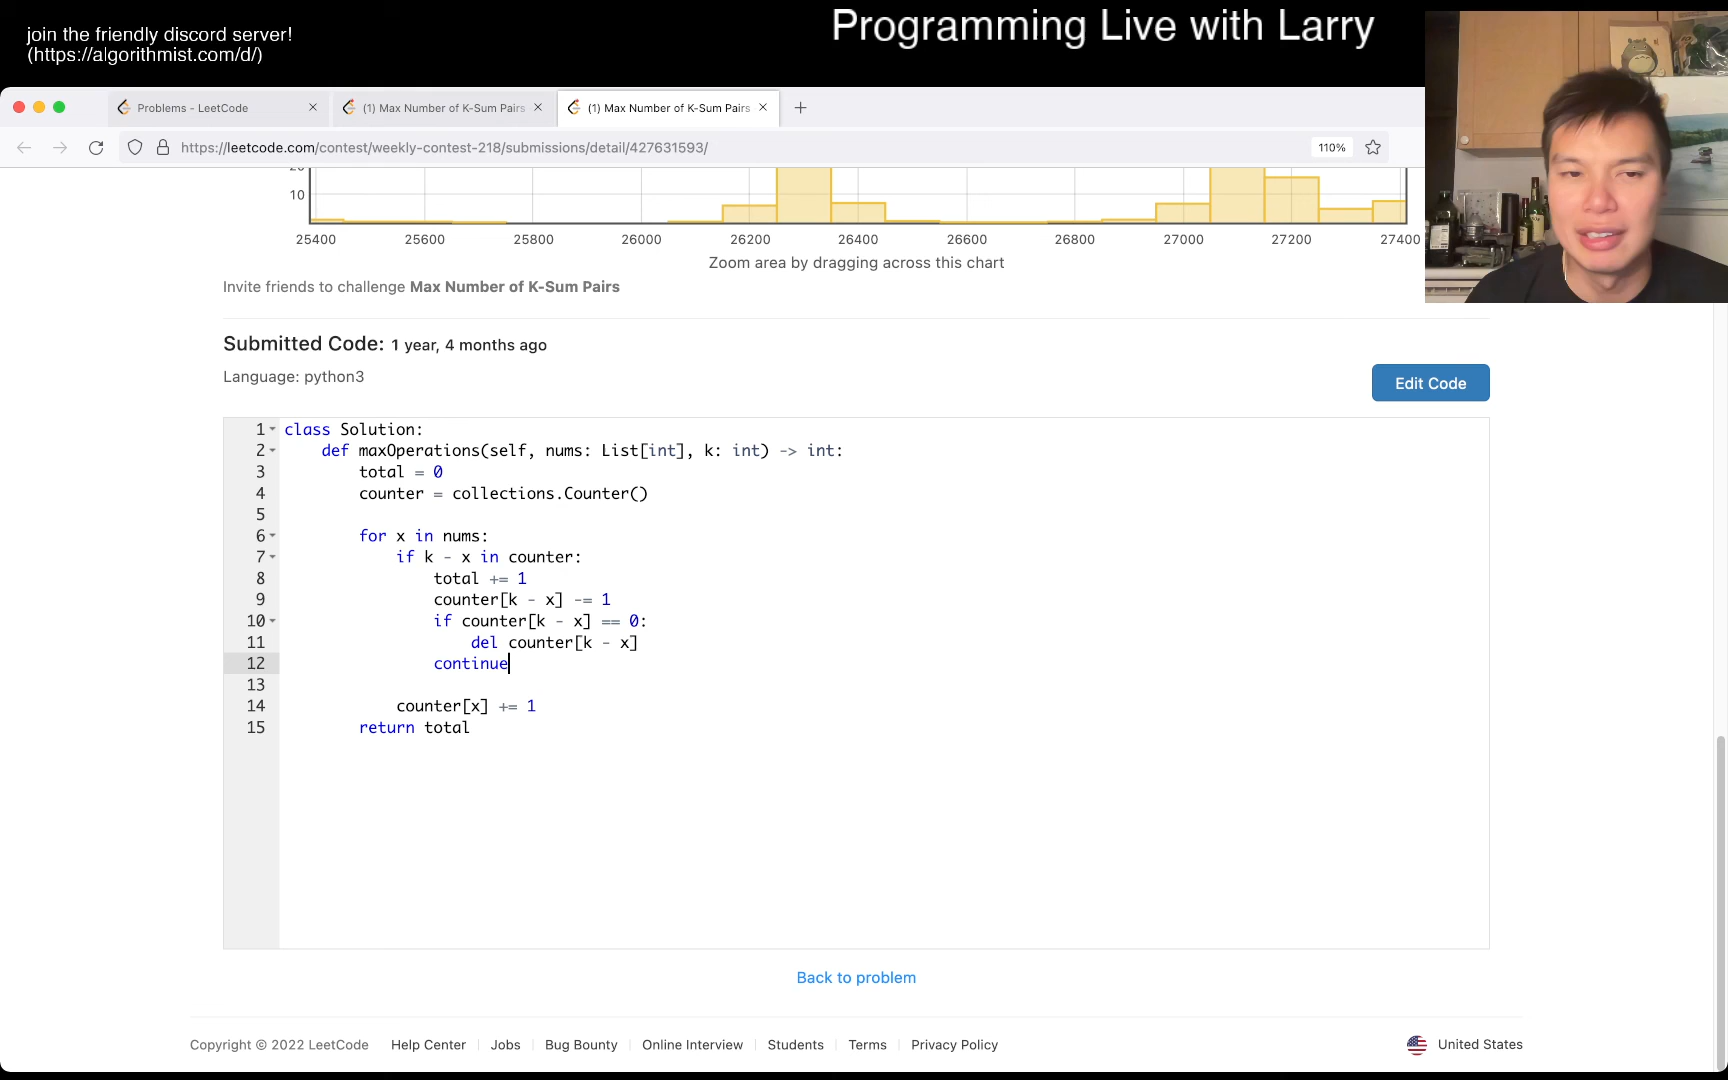 join the friendly discord server!
(https://algorithmist.com/d/)
Programming Live with Larry
Problems - LeetCode
(1) Max Number of K-Sum Pairs
(1) Max Number of K-Sum Pairs
https://leetcode.com/contest/weekly-contest-218/submissions/detail/427631593/
110%
10
25400 25600 25800 26000 26200 26400 26600 26800 27000 27200 27400
Zoom area by dragging across this chart
Invite friends to challenge Max Number of K-Sum Pairs
Submitted Code: 1 year, 4 months ago
Language: python3
Edit Code
1 class Solution:
2     def maxOperations(self, nums: List[int], k: int) -> int:
3         total = 0
4         counter = collections.Counter()
5
6         for x in nums:
7             if k - x in counter:
8                 total += 1
9                 counter[k - x] -= 1
10                 if counter[k - x] == 0:
11                     del counter[k - x]
12                 continue
13
14             counter[x] += 1
15         return total
Back to problem
Copyright © 2022 LeetCode Help Center Jobs Bug Bounty Online Interview Students Terms Privacy Policy United States